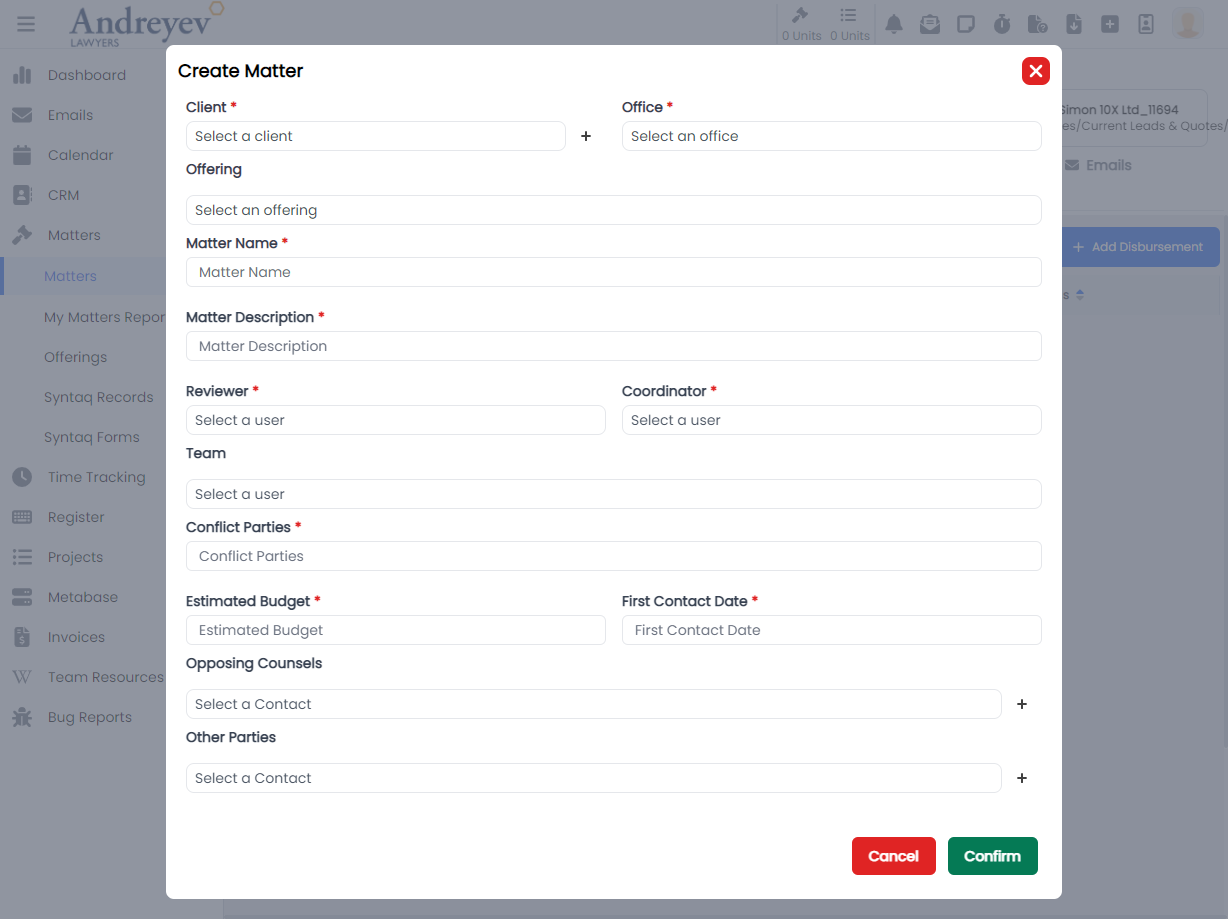 Andreyev
LAWYERS
0 Units 0 Units
Dashboard
Emails
Calendar
CRM
Matters
Matters
My Matters Repor
Offerings
Syntaq Records
Syntaq Forms
Time Tracking
Register
Projects
Metabase
Invoices
Team Resources
Bug Reports
Simon 10X Ltd_11694
es/Current Leads & Quotes/
Emails
+ Add Disbursement
s
Create Matter
Client * Office *
Select a client + Select an office
Offering
Select an offering
Matter Name *
Matter Name
Matter Description *
Matter Description
Reviewer * Coordinator *
Select a user Select a user
Team
Select a user
Conflict Parties *
Conflict Parties
Estimated Budget * First Contact Date *
Estimated Budget First Contact Date
Opposing Counsels
Select a Contact +
Other Parties
Select a Contact +
Cancel Confirm